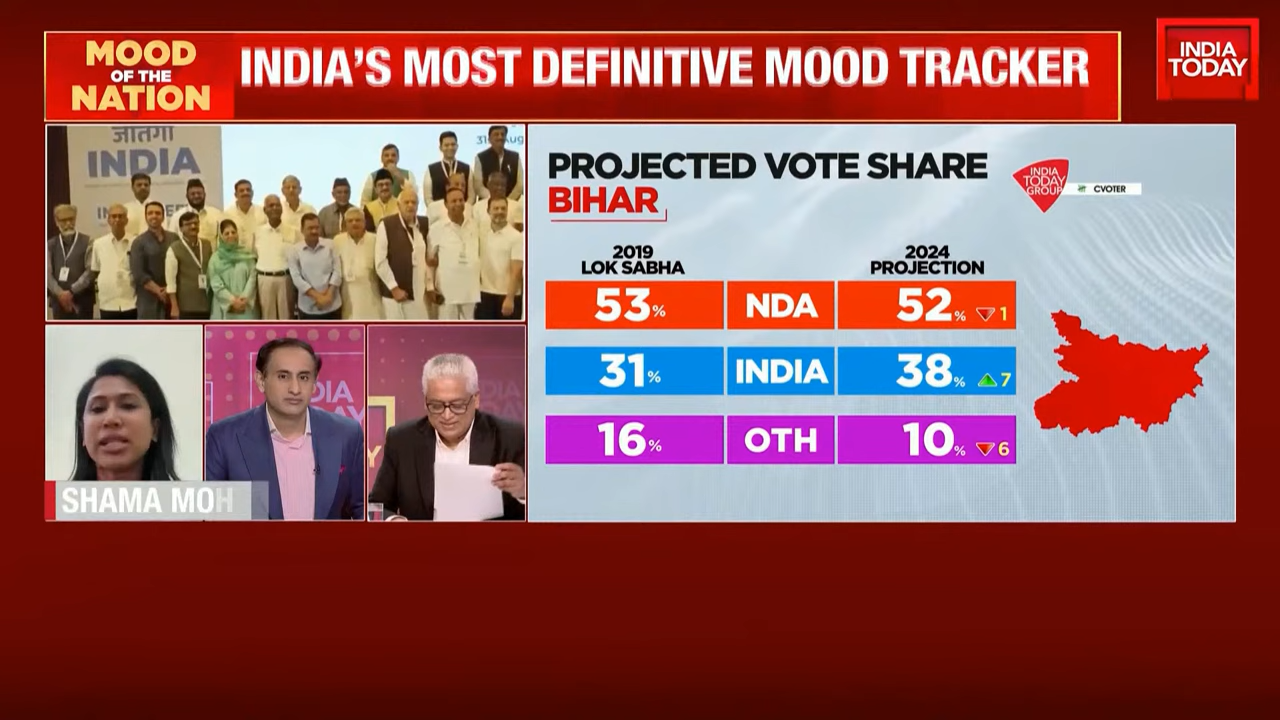 MOOD
OF THE
NATION
INDIA'S MOST DEFINITIVE MOOD TRACKER
INDIA
TODAY
INDIA
PROJECTED VOTE SHARE
BIHAR
INDIA
TODAY
GROUP
CVOTER
2019
LOK SABHA
2024
PROJECTION
53% NDA 52% 1
31% INDIA 38% 7
16% OTH 10% 6
SHAMA MOH